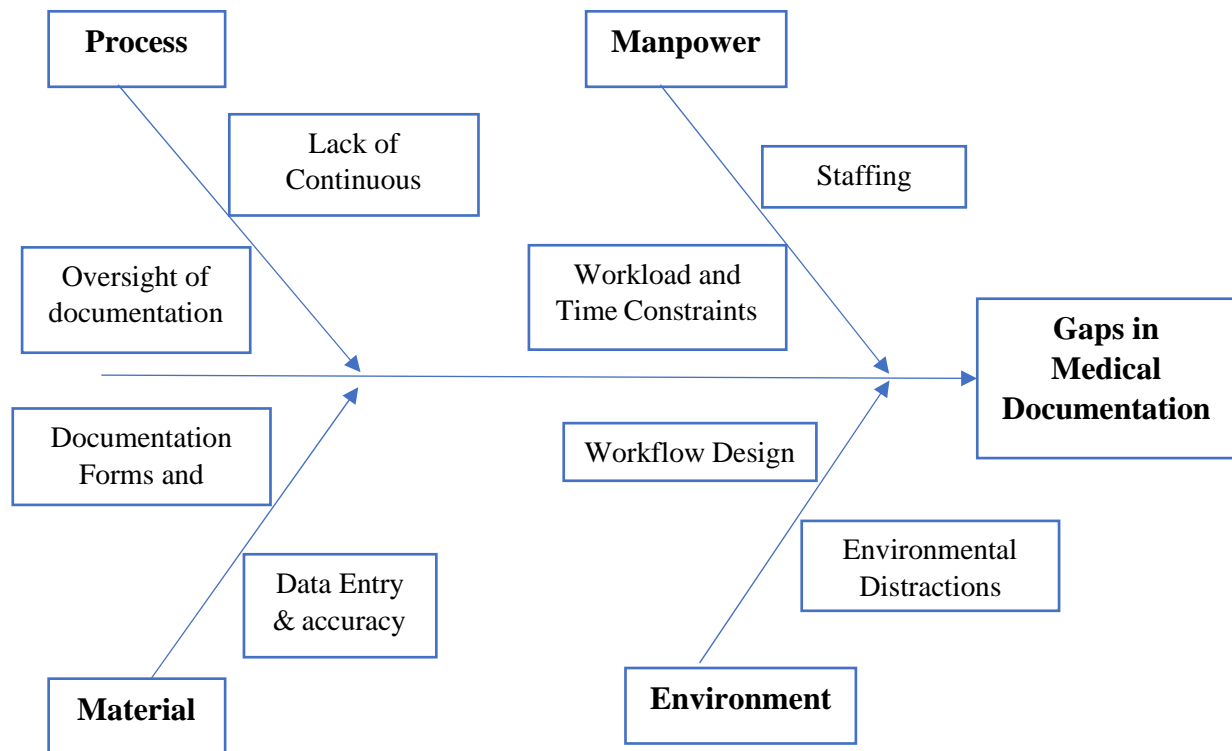 Process
Manpower
Lack of
Continuous
Staffing
Oversight of
documentation
Workload and
Time Constraints
Gaps in
Medical
Documentation
Documentation
Forms and
Workflow Design
Data Entry
& accuracy
Environmental
Distractions
Material
Environment